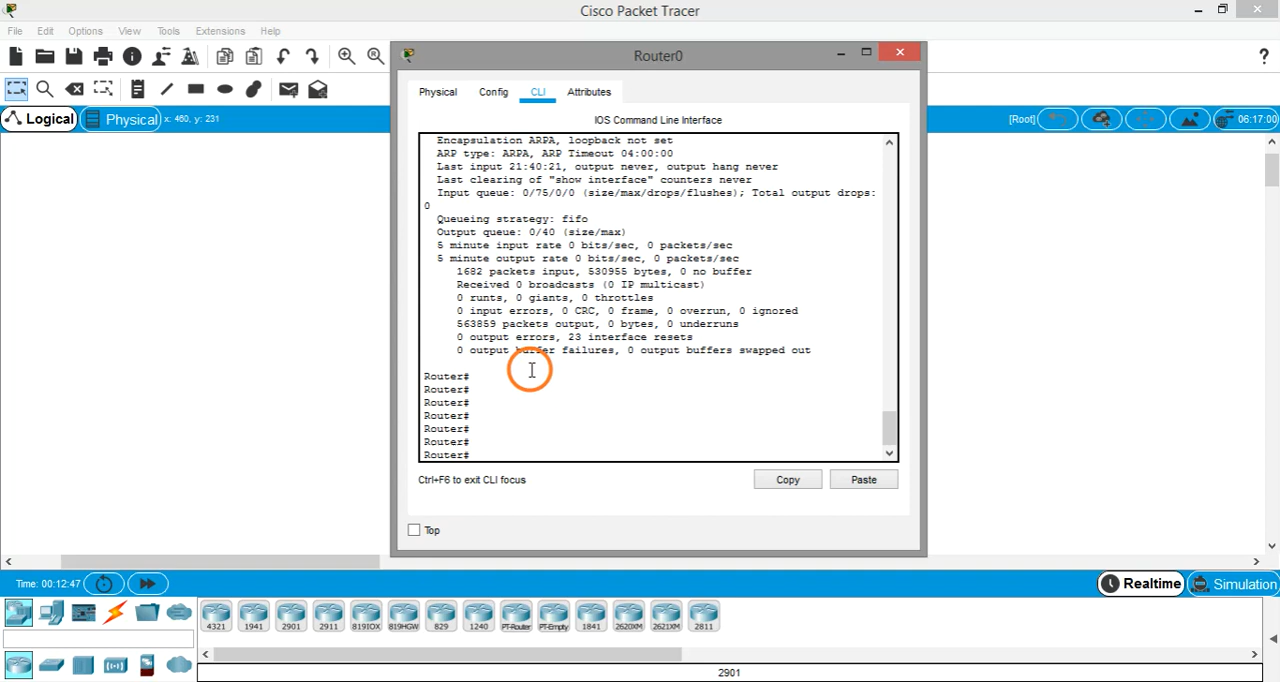 Cisco Packet Tracer
File Edit Options View Tools Extensions Help
Router0
Physical Config CLI Attributes
Logical Physical x: 460, y: 231
[Root] 06:17:00
IOS Command Line Interface
Encapsulation ARPA, loopback not set
ARP type: ARPA, ARP Timeout 04:00:00
Last input 21:40:21, output never, output hang never
Last clearing of "show interface" counters never
Input queue: 0/75/0/0 (size/max/drops/flushes); Total output drops:
0
Queueing strategy: fifo
Output queue: 0/40 (size/max)
5 minute input rate 0 bits/sec, 0 packets/sec
5 minute output rate 0 bits/sec, 0 packets/sec
1682 packets input, 530955 bytes, 0 no buffer
Received 0 broadcasts (0 IP multicast)
0 runts, 0 giants, 0 throttles
0 input errors, 0 CRC, 0 frame, 0 overrun, 0 ignored
563859 packets output, 0 bytes, 0 underruns
0 output errors, 23 interface resets
0 output buffer failures, 0 output buffers swapped out
Router#
Router#
Router#
Router#
Router#
Router#
Router#
Ctrl+F6 to exit CLI focus
Copy Paste
Top
Time: 00:12:47
Realtime Simulation
4321 1941 2901 2911 819IOX 819HGW 829 1240 PT-Router PT-Empty 1841 2620XM 2621XM 2811
2901